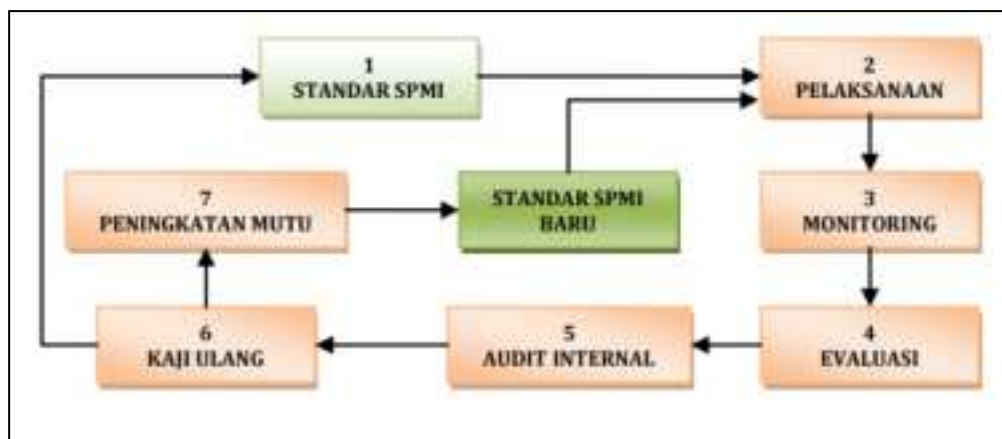 1
STANDAR SPMI
2
PELAKSANAAN
7
PENINGKATAN MUTU
STANDAR SPMI
BARU
3
MONITORING
6
KAJI ULANG
5
AUDIT INTERNAL
4
EVALUASI